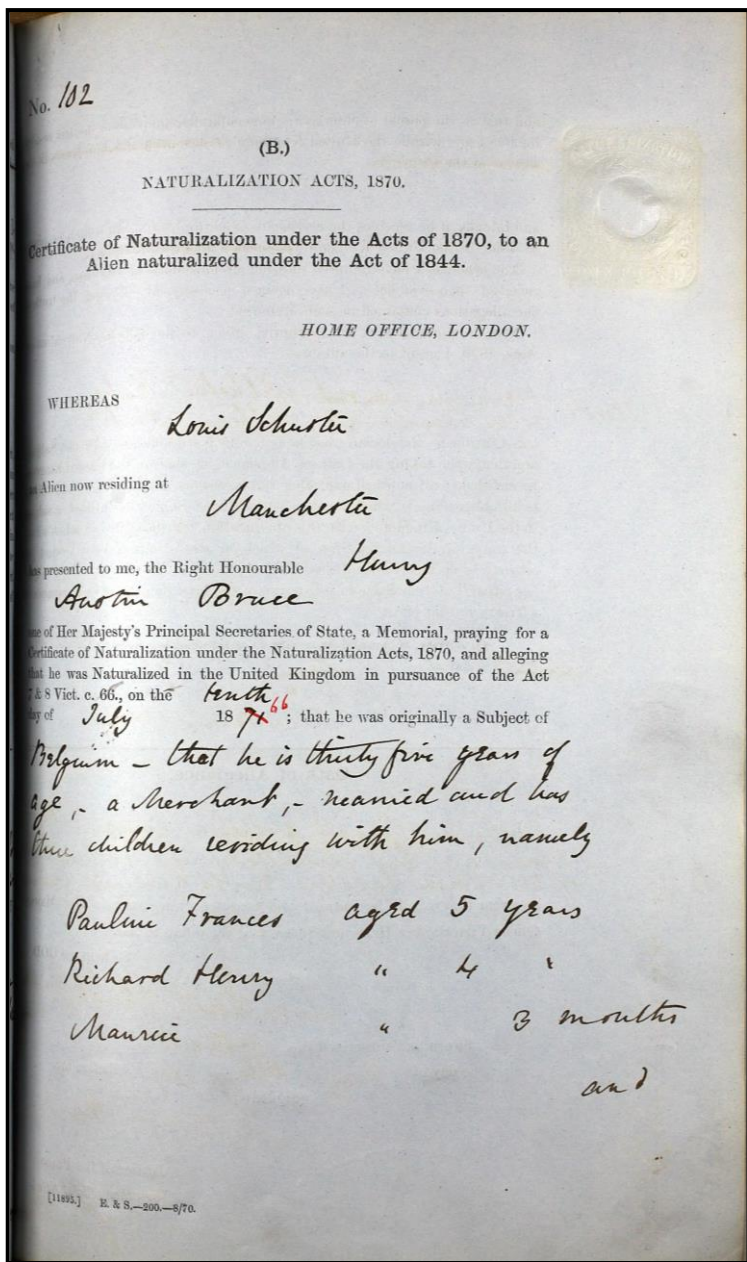 No. 102
(B.)
NATURALIZATION ACTS, 1870.
Certificate of Naturalization under the Acts of 1870, to an
Alien naturalized under the Act of 1844.
HOME OFFICE, LONDON.
WHEREAS
Louis Schuster
an Alien now residing at
Manchester
has presented to me, the Right Honourable Henry
Austin Bruce
one of Her Majesty's Principal Secretaries of State, a Memorial, praying for a
Certificate of Naturalization under the Naturalization Acts, 1870, and alleging
that he was Naturalized in the United Kingdom in pursuance of the Act
7 & 8 Vict. c. 66., on the tenth
day of July 18 71 66 ; that he was originally a Subject of
Belgium – that he is thirty five years of
age, – a Merchant, – married and has
three children residing with him, namely
Pauline Frances aged 5 years
Richard Henry " 4 "
Maurice " 3 months
and
[11895.] E. & S.—200.—8/70.